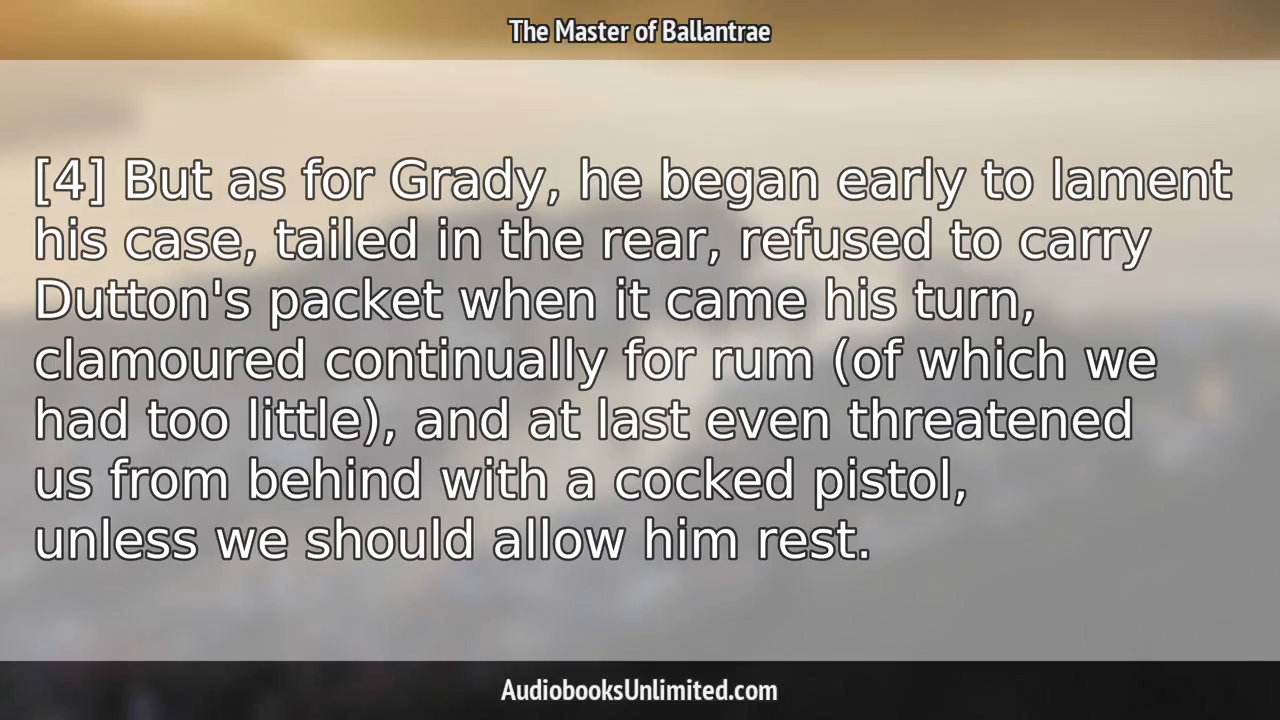 The Master of Ballantrae
[4] But as for Grady, he began early to lament
his case, tailed in the rear, refused to carry
Dutton's packet when it came his turn,
clamoured continually for rum (of which we
had too little), and at last even threatened
us from behind with a cocked pistol,
unless we should allow him rest.
AudiobooksUnlimited.com